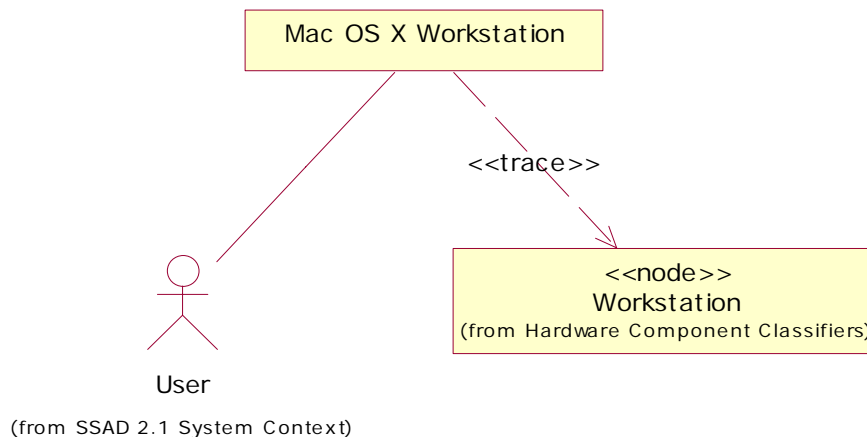 Mac OS X Workstation
<<trace>>
<<node>>
Workstation
(from Hardware Component Classifiers)
User
(from SSAD 2.1 System Context)